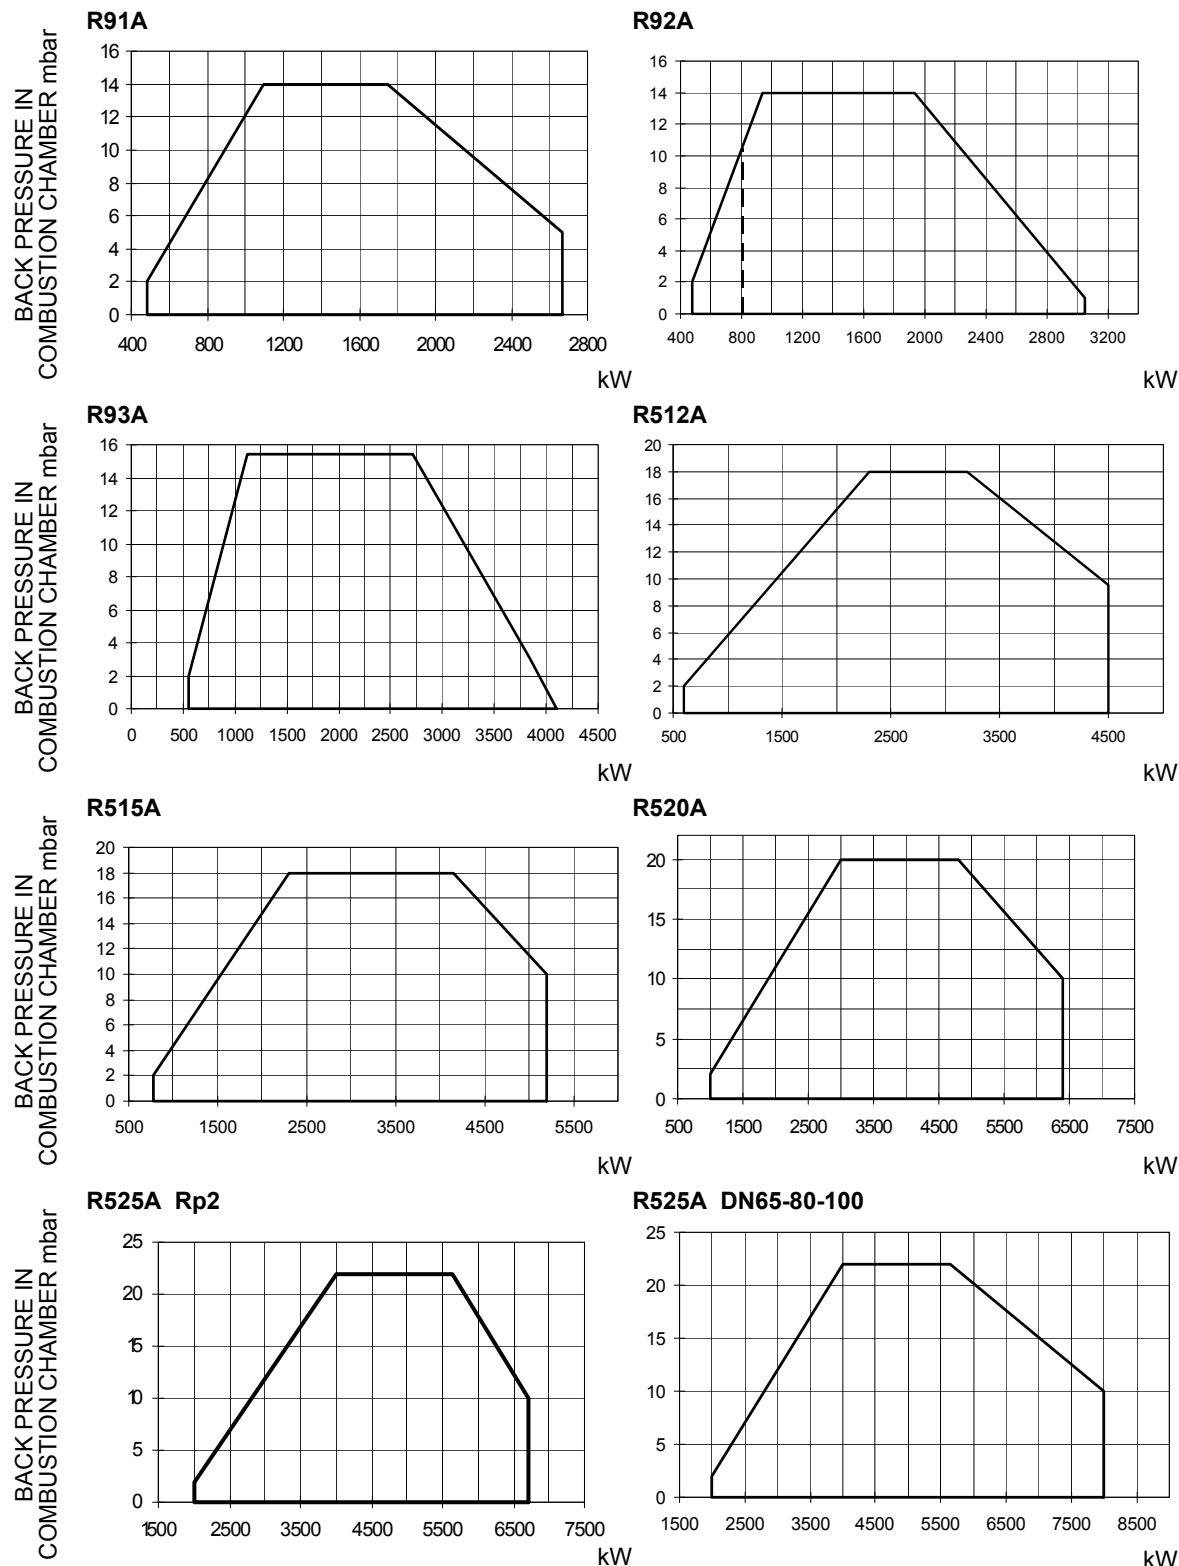 R91A
BACK PRESSURE IN
COMBUSTION CHAMBER mbar
16
14
12
10
8
6
4
2
0
400 800 1200 1600 2000 2400 2800
kW
R92A
16
14
12
10
8
6
4
2
0
400 800 1200 1600 2000 2400 2800 3200
kW
R93A
BACK PRESSURE IN
COMBUSTION CHAMBER mbar
16
14
12
10
8
6
4
2
0
0 500 1000 1500 2000 2500 3000 3500 4000 4500
kW
R512A
20
18
16
14
12
10
8
6
4
2
0
500 1500 2500 3500 4500
kW
R515A
BACK PRESSURE IN
COMBUSTION CHAMBER mbar
20
18
16
14
12
10
8
6
4
2
0
500 1500 2500 3500 4500 5500
kW
R520A
20
15
10
5
0
500 1500 2500 3500 4500 5500 6500 7500
kW
R525A Rp2
BACK PRESSURE IN
COMBUSTION CHAMBER mbar
25
20
15
10
5
0
1500 2500 3500 4500 5500 6500 7500
kW
R525A DN65-80-100
25
20
15
10
5
0
1500 2500 3500 4500 5500 6500 7500 8500
kW